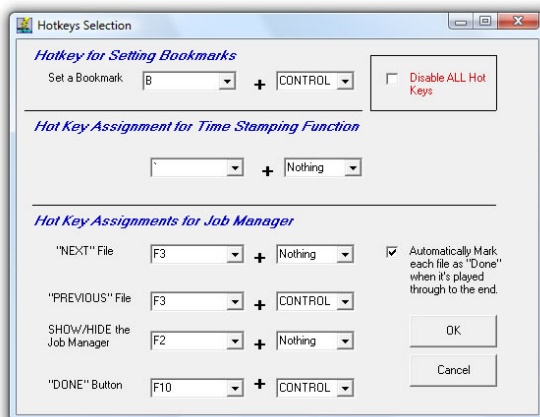 Hotkeys Selection
Hotkey for Setting Bookmarks
Set a Bookmark B + CONTROL
Disable ALL Hot
Keys
Hot Key Assignment for Time Stamping Function
` + Nothing
Hot Key Assignments for Job Manager
"NEXT" File F3 + Nothing
Automatically Mark
each file as "Done"
when it's played
through to the end.
"PREVIOUS" File F3 + CONTROL
SHOW/HIDE the
Job Manager F2 + Nothing
OK
Cancel
"DONE" Button F10 + CONTROL